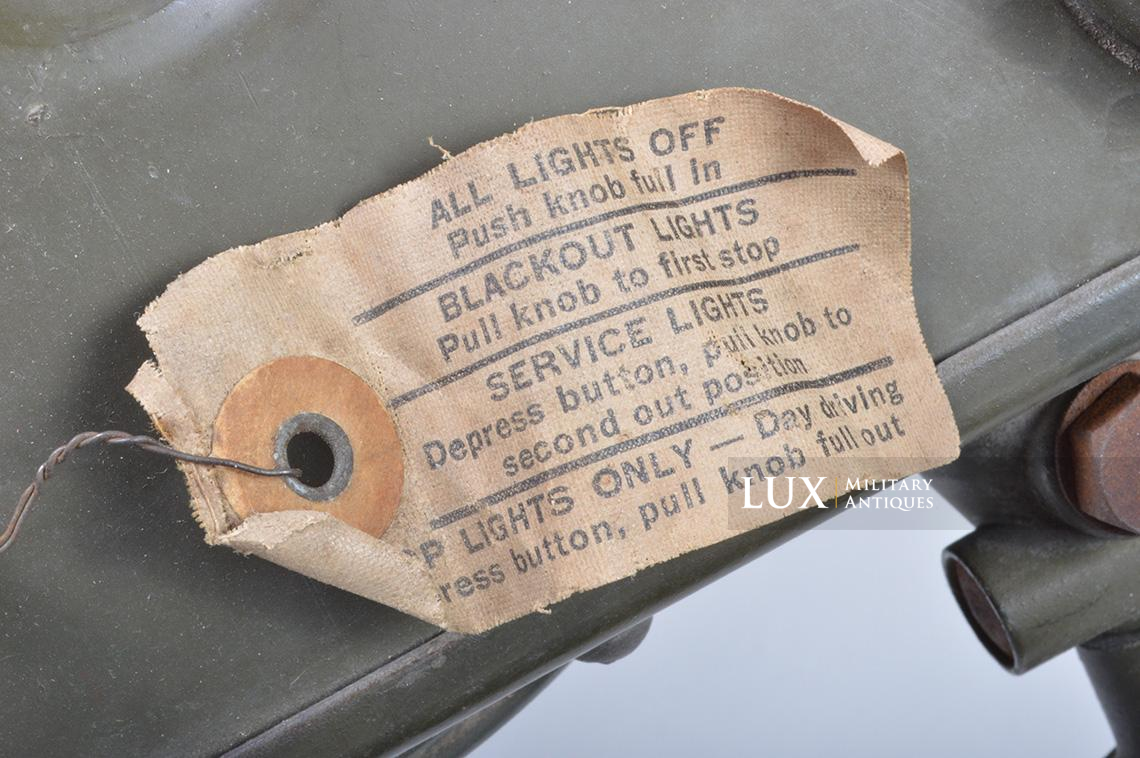 ALL LIGHTS OFF
Push knob full in
BLACKOUT LIGHTS
Pull knob to first stop
SERVICE LIGHTS
Depress button, pull knob to
second out position
P LIGHTS ONLY — Day driving
ress button, pull knob full out
LUX MILITARY
ANTIQUES